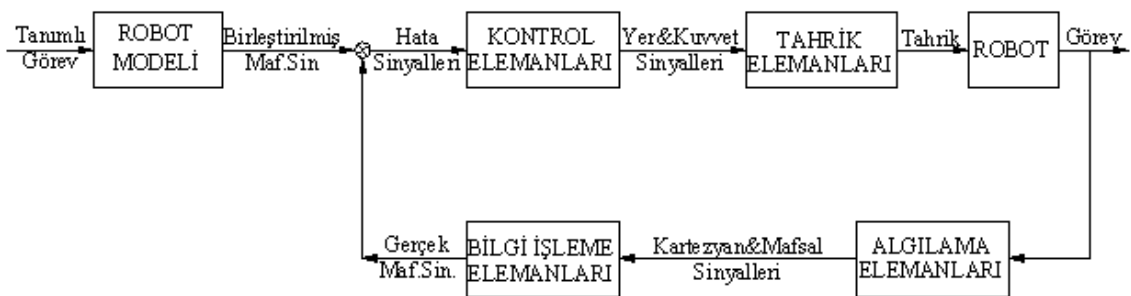 Tanımlı
Görev
ROBOT
MODELİ
Birleştirilmiş
Maf.Sin
Hata
Sinyalleri
KONTROL
ELEMANLARI
Yer&Kuvvet
Sinyalleri
TAHRİK
ELEMANLARI
Tahrik
ROBOT
Görev
Gerçek
Maf.Sin.
BİLGİ İŞLEME
ELEMANLARI
Kartezyan&Mafsal
Sinyalleri
ALGILAMA
ELEMANLARI